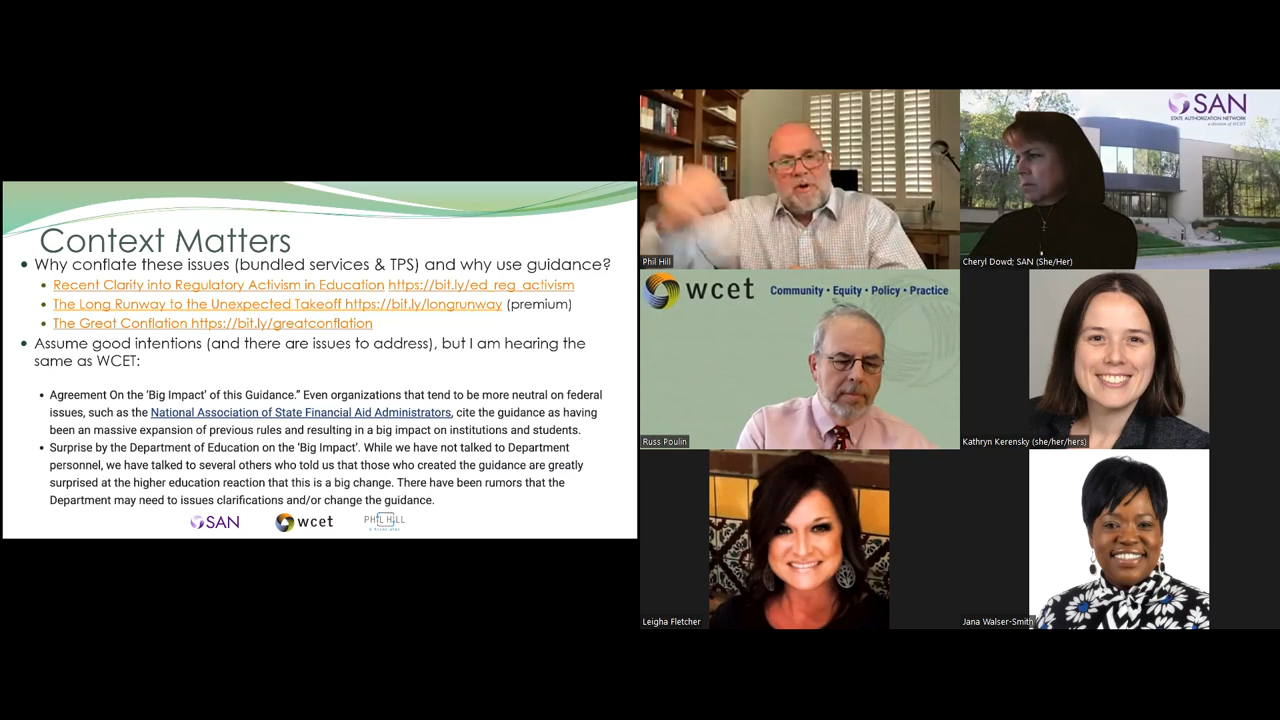 Context Matters
• Why conflate these issues (bundled services & TPS) and why use guidance?
• Recent Clarity into Regulatory Activism in Education https://bit.ly/ed_reg_activism
• The Long Runway to the Unexpected Takeoff https://bit.ly/longrunway (premium)
• The Great Conflation https://bit.ly/greatconflation
• Assume good intentions (and there are issues to address), but I am hearing the
same as WCET:
• Agreement On the ‘Big Impact’ of this Guidance.” Even organizations that tend to be more neutral on federal
issues, such as the National Association of State Financial Aid Administrators, cite the guidance as having
been an massive expansion of previous rules and resulting in a big impact on institutions and students.
• Surprise by the Department of Education on the ‘Big Impact’. While we have not talked to Department
personnel, we have talked to several others who told us that those who created the guidance are greatly
surprised at the higher education reaction that this is a big change. There have been rumors that the
Department may need to issues clarifications and/or change the guidance.
SAN
wcet
PHIL HILL
SAN
STATE AUTHORIZATION NETWORK
a division of WCET
Phil Hill
Cheryl Dowd; SAN (She/Her)
wcet
Community • Equity • Policy • Practice
Russ Poulin
Kathryn Kerensky (she/her/hers)
Leigha Fletcher
Jana Walser-Smith